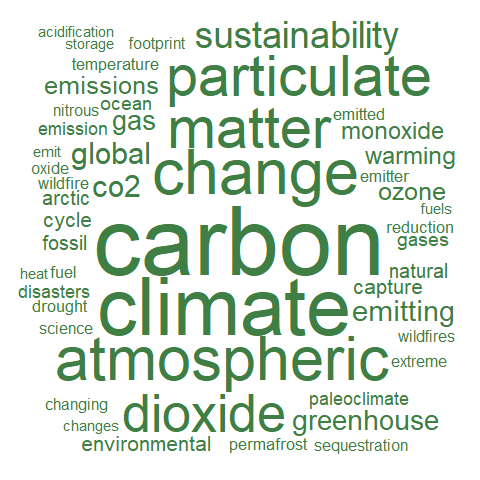 acidification
storage footprint sustainability
temperature particulate
emissions
nitrous ocean
emission gas matter emitted monoxide
emit global change warming
oxide emitter
wildfire co2 ozone
arctic fuels
cycle carbon reduction
fossil gases
heat fuel natural
disasters climate capture
drought emitting
science wildfires
atmospheric extreme
changing dioxide paleoclimate
changes greenhouse
environmental permafrost sequestration